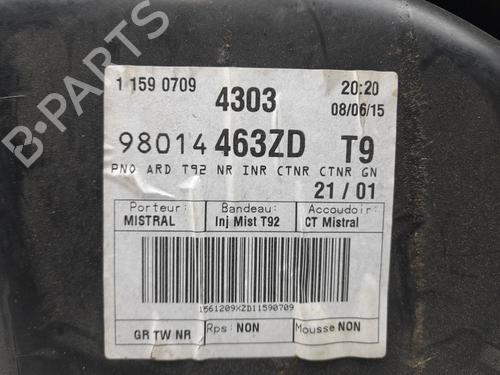 1 1590709 4303 20:20
08/06/15
98014 463ZD T9
PNO ARD T92 NR INR CTNR CTNR GN
21 / 01
Porteur: Bandeau: Accoudoir:
MISTRAL Inj Mist T92 CT Mistral
1561209XZD11590709
GR TW NR Rps: NON Mousse NON
B-PARTS